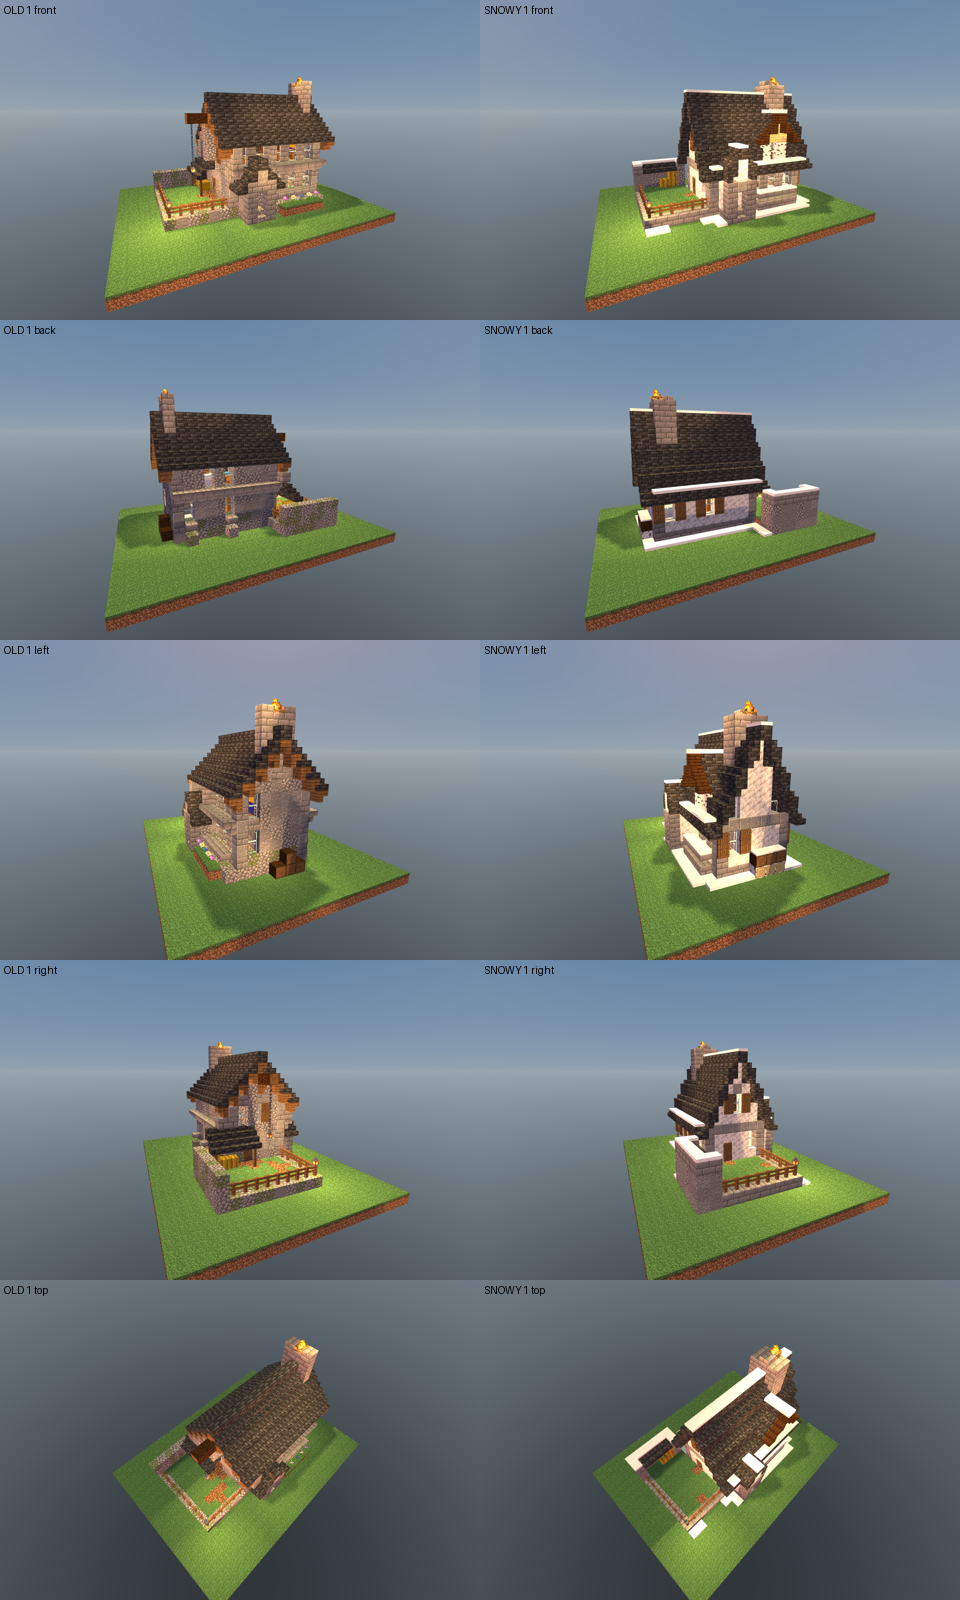 OLD 1 front
SNOWY 1 front
OLD 1 back
SNOWY 1 back
OLD 1 left
SNOWY 1 left
OLD 1 right
SNOWY 1 right
OLD 1 top
SNOWY 1 top